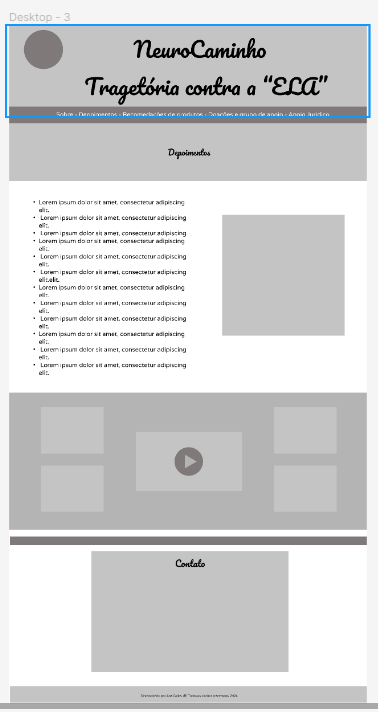 Desktop - 3
NeuroCaminho
Tragetória contra a “ELA”
Sobre - Depoimentos - Recomedações de produtos - Doações e grupo de apoio - Apoio Jurídico
Depoimentos
• Lorem ipsum dolor sit amet, consectetur adipiscing
elit.
• Lorem ipsum dolor sit amet, consectetur adipiscing
elit.
• Lorem ipsum dolor sit amet, consectetur adipiscing
• Lorem ipsum dolor sit amet, consectetur adipiscing
elit.
• Lorem ipsum dolor sit amet, consectetur adipiscing
elit.
• Lorem ipsum dolor sit amet, consectetur adipiscing
elit.elit.
• Lorem ipsum dolor sit amet, consectetur adipiscing
elit.
• Lorem ipsum dolor sit amet, consectetur adipiscing
elit.
• Lorem ipsum dolor sit amet, consectetur adipiscing
elit.
• Lorem ipsum dolor sit amet, consectetur adipiscing
elit.
• Lorem ipsum dolor sit amet, consectetur adipiscing
elit.
• Lorem ipsum dolor sit amet, consectetur adipiscing
elit.
Contato